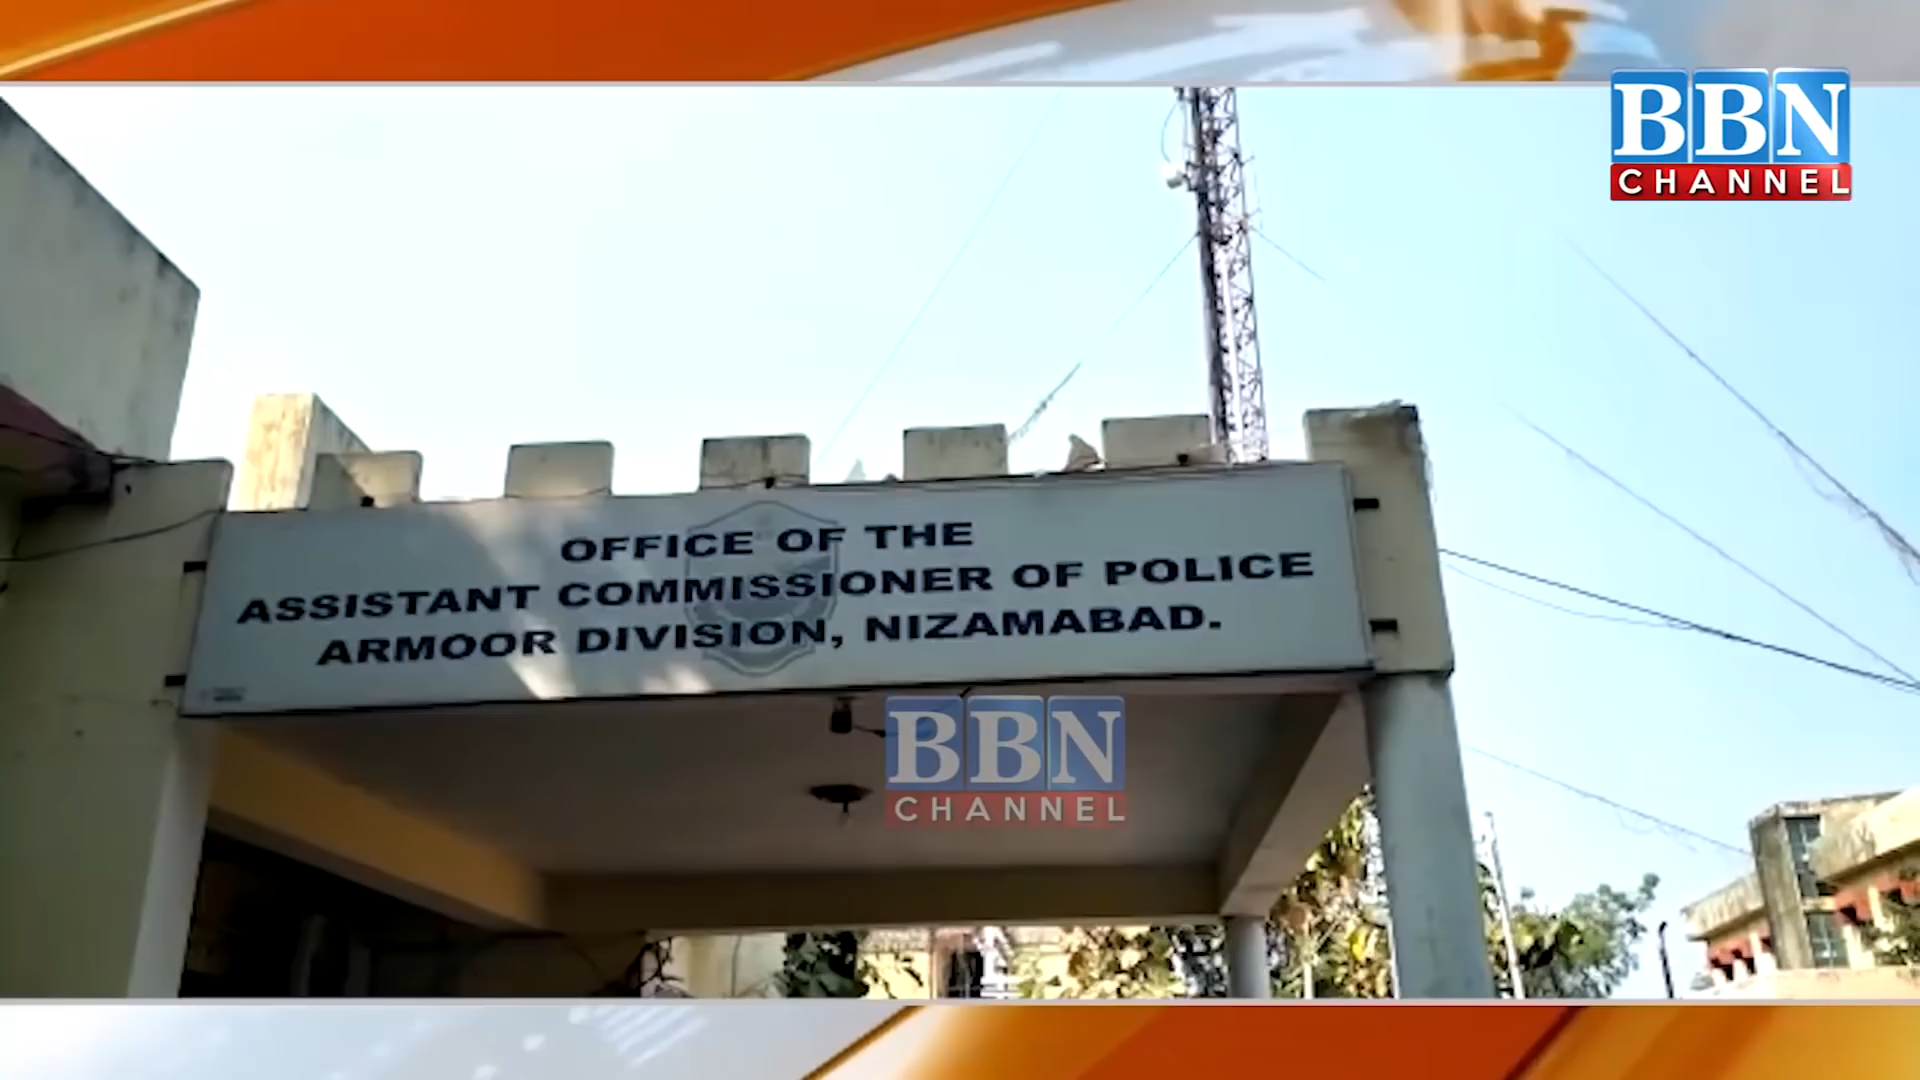 BBN
CHANNEL
OFFICE OF THE
ASSISTANT COMMISSIONER OF POLICE
ARMOOR DIVISION, NIZAMABAD.
BBN
CHANNEL